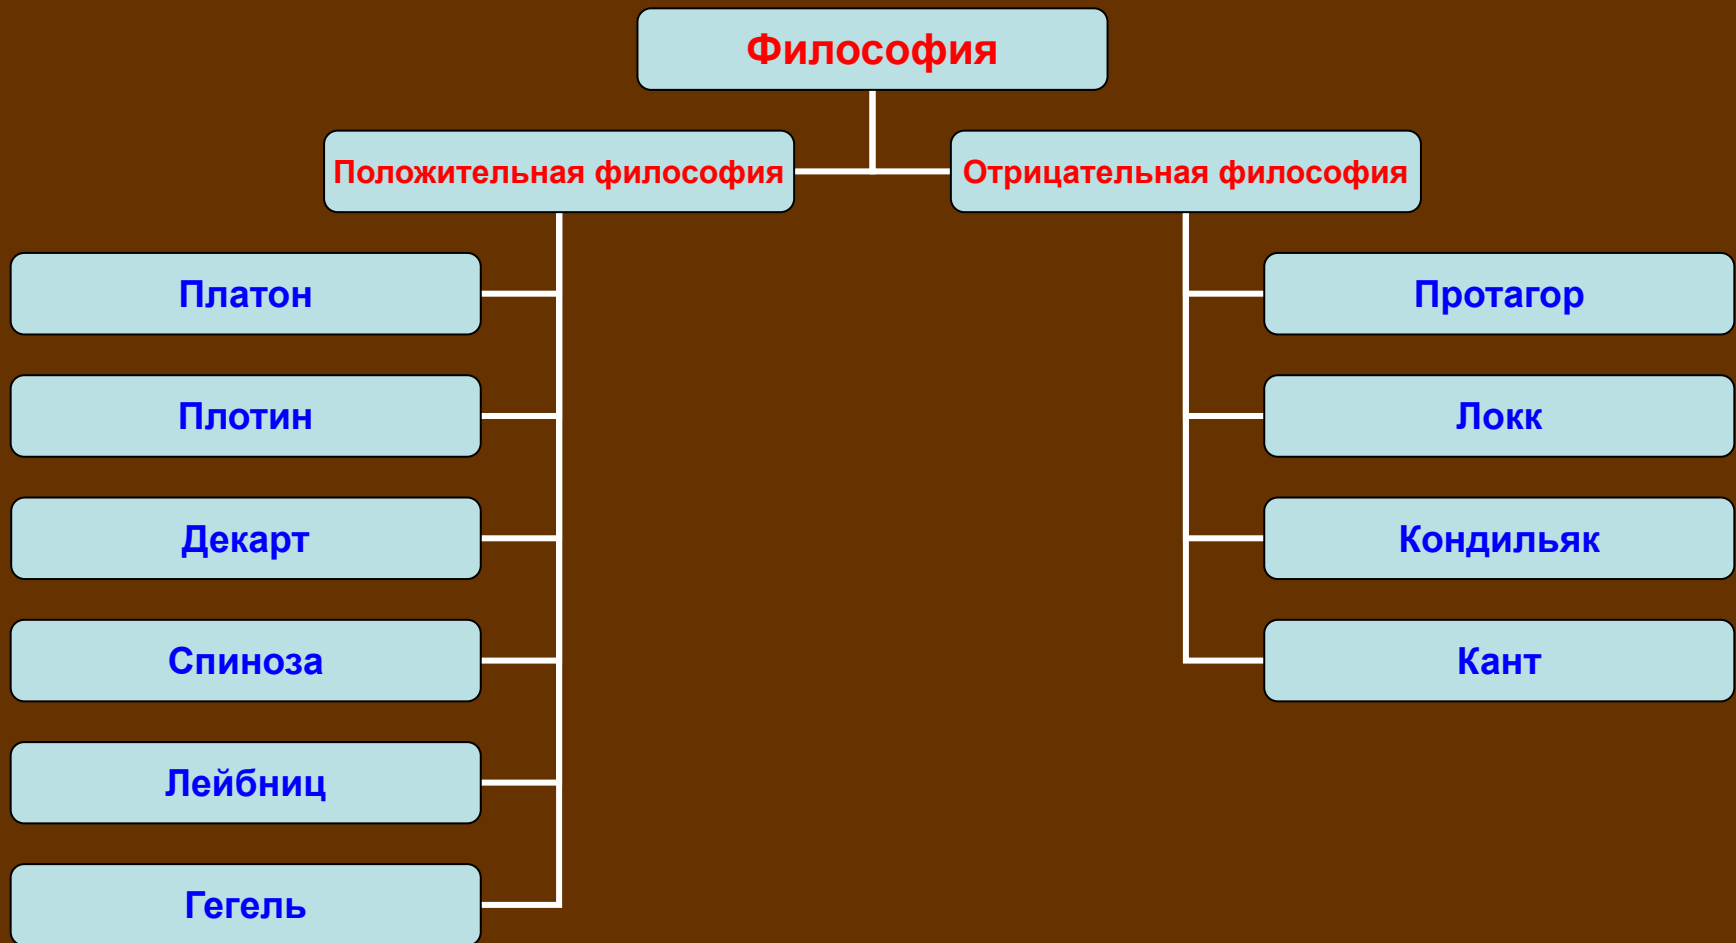 Философия
Положительная философия
Отрицательная философия
Платон
Протагор
Плотин
Локк
Декарт
Кондильяк
Спиноза
Кант
Лейбниц
Гегель